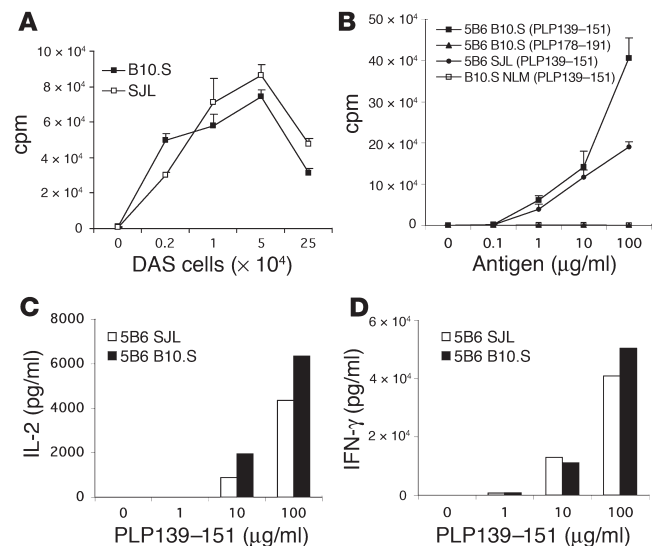 A
10 × 10⁴
8 × 10⁴
6 × 10⁴
4 × 10⁴
2 × 10⁴
0
cpm
B10.S
SJL
0 0.2 1 5 25
DAS cells (× 10⁴)
B
50 × 10⁴
40 × 10⁴
30 × 10⁴
20 × 10⁴
10 × 10⁴
0
cpm
5B6 B10.S (PLP139–151)
5B6 B10.S (PLP178–191)
5B6 SJL (PLP139–151)
B10.S NLM (PLP139–151)
0 0.1 1 10 100
Antigen (μg/ml)
C
8000
6000
4000
2000
0
IL-2 (pg/ml)
5B6 SJL
5B6 B10.S
0 1 10 100
PLP139–151 (μg/ml)
D
6 × 10⁴
4 × 10⁴
2 × 10⁴
0
IFN-γ (pg/ml)
5B6 SJL
5B6 B10.S
0 1 10 100
PLP139–151 (μg/ml)